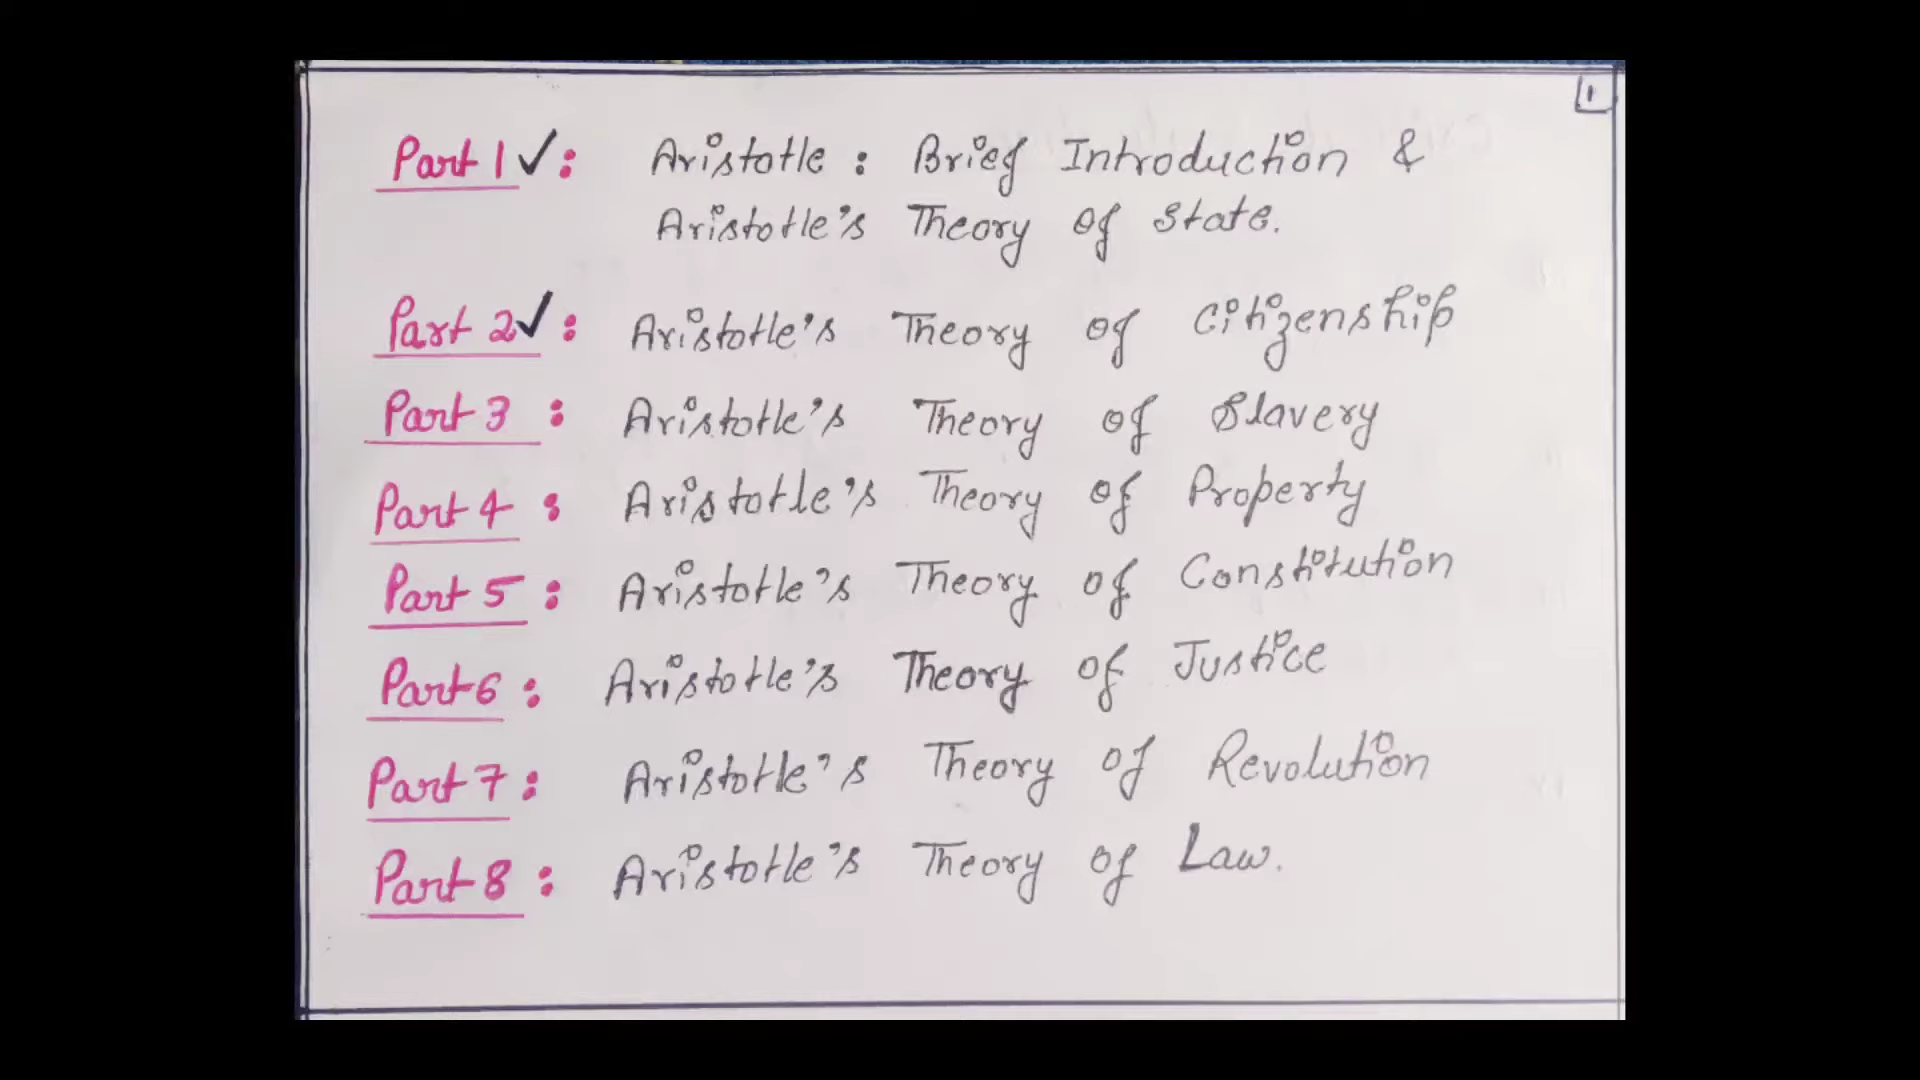 1
Part 1✓: Aristotle : Brief Introduction &
Aristotle's Theory of State.
Part 2✓: Aristotle's Theory of Citizenship
Part 3 : Aristotle's Theory of Slavery
Part 4 : Aristotle's Theory of Property
Part 5 : Aristotle's Theory of Constitution
Part 6 : Aristotle's Theory of Justice
Part 7 : Aristotle's Theory of Revolution
Part 8 : Aristotle's Theory of Law.